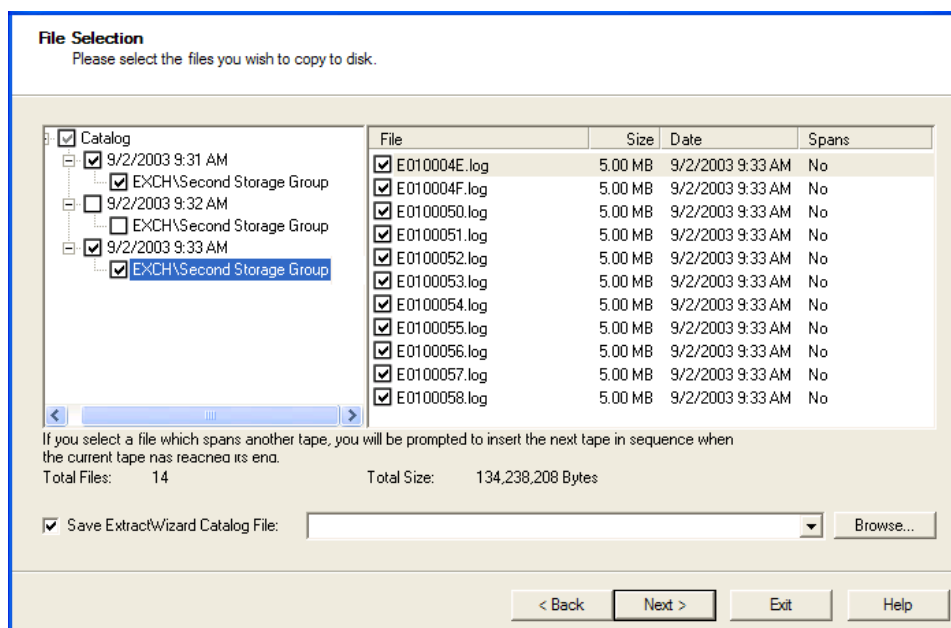 File Selection
Please select the files you wish to copy to disk.
Catalog
9/2/2003 9:31 AM
EXCH\Second Storage Group
9/2/2003 9:32 AM
EXCH\Second Storage Group
9/2/2003 9:33 AM
EXCH\Second Storage Group
File Size Date Spans
E010004E.log 5.00 MB 9/2/2003 9:33 AM No
E010004F.log 5.00 MB 9/2/2003 9:33 AM No
E0100050.log 5.00 MB 9/2/2003 9:33 AM No
E0100051.log 5.00 MB 9/2/2003 9:33 AM No
E0100052.log 5.00 MB 9/2/2003 9:33 AM No
E0100053.log 5.00 MB 9/2/2003 9:33 AM No
E0100054.log 5.00 MB 9/2/2003 9:33 AM No
E0100055.log 5.00 MB 9/2/2003 9:33 AM No
E0100056.log 5.00 MB 9/2/2003 9:33 AM No
E0100057.log 5.00 MB 9/2/2003 9:33 AM No
E0100058.log 5.00 MB 9/2/2003 9:33 AM No
If you select a file which spans another tape, you will be prompted to insert the next tape in sequence when
the current tape has reached its end.
Total Files: 14 Total Size: 134,238,208 Bytes
Save ExtractWizard Catalog File: Browse...
< Back Next > Exit Help